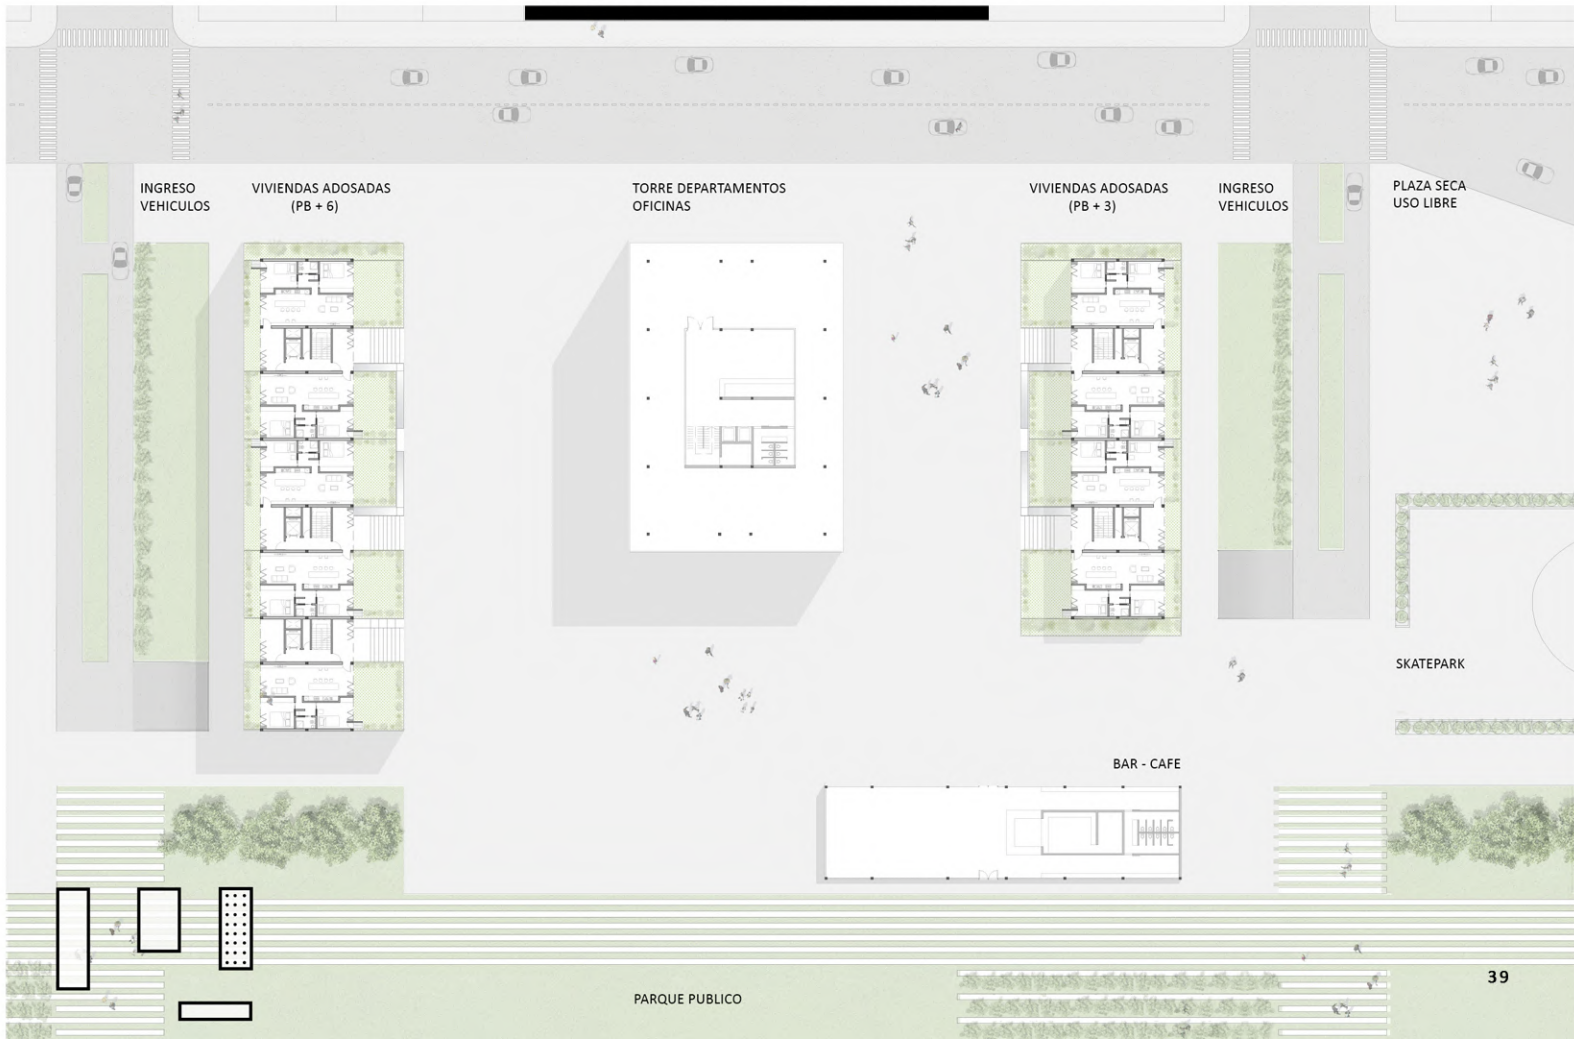 INGRESO
VEHICULOS
VIVIENDAS ADOSADAS
(PB + 6)
TORRE DEPARTAMENTOS
OFICINAS
VIVIENDAS ADOSADAS
(PB + 3)
INGRESO
VEHICULOS
PLAZA SECA
USO LIBRE
SKATEPARK
BAR - CAFE
PARQUE PUBLICO
39